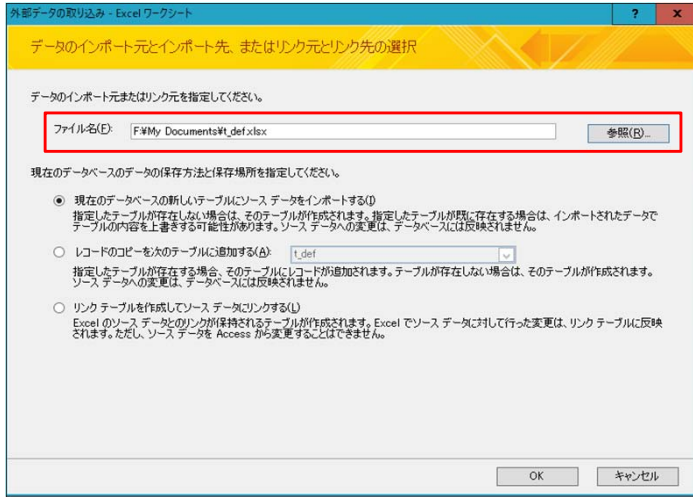 外部データの取り込み - Excel ワークシート
? x
データのインポート元とインポート先、またはリンク元とリンク先の選択
データのインポート元またはリンク元を指定してください。
ファイル名(F): F:¥My Documents¥t_def.xlsx 参照(R)...
現在のデータベースのデータの保存方法と保存場所を指定してください。
現在のデータベースの新しいテーブルにソース データをインポートする(I)
指定したテーブルが存在しない場合は、そのテーブルが作成されます。指定したテーブルが既に存在する場合は、インポートされたデータで
テーブルの内容を上書きする可能性があります。ソース データへの変更は、データベースには反映されません。
レコードのコピーを次のテーブルに追加する(A): t_def
指定したテーブルが存在する場合、そのテーブルにレコードが追加されます。テーブルが存在しない場合は、そのテーブルが作成されます。
ソース データへの変更は、データベースには反映されません。
リンク テーブルを作成してソース データにリンクする(L)
Excel のソース データとのリンクが保持されるテーブルが作成されます。Excel でソース データに対して行った変更は、リンク テーブルに反映
されます。ただし、ソース データを Access から変更することはできません。
OK キャンセル